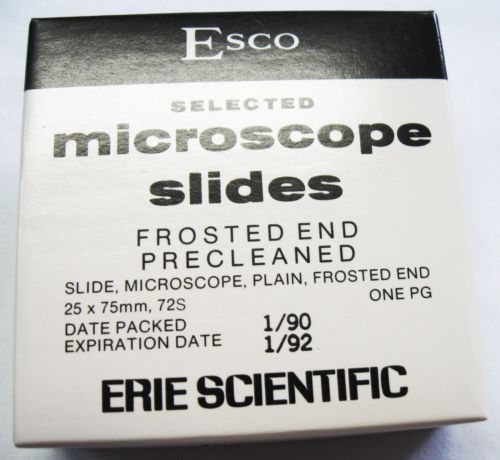 ESCO
SELECTED
microscope
slides
FROSTED END
PRECLEANED
SLIDE, MICROSCOPE, PLAIN, FROSTED END
25 x 75mm, 72S ONE PG
DATE PACKED 1/90
EXPIRATION DATE 1/92
ERIE SCIENTIFIC